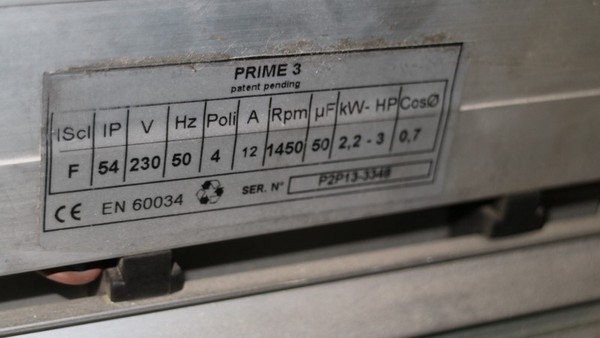 PRIME 3
patent pending
IScl IP V Hz Poli A Rpm µF kW- HP CosØ
F 54 230 50 4 12 1450 50 2,2 - 3 0,7
CE EN 60034 SER. N° P2P13-3348